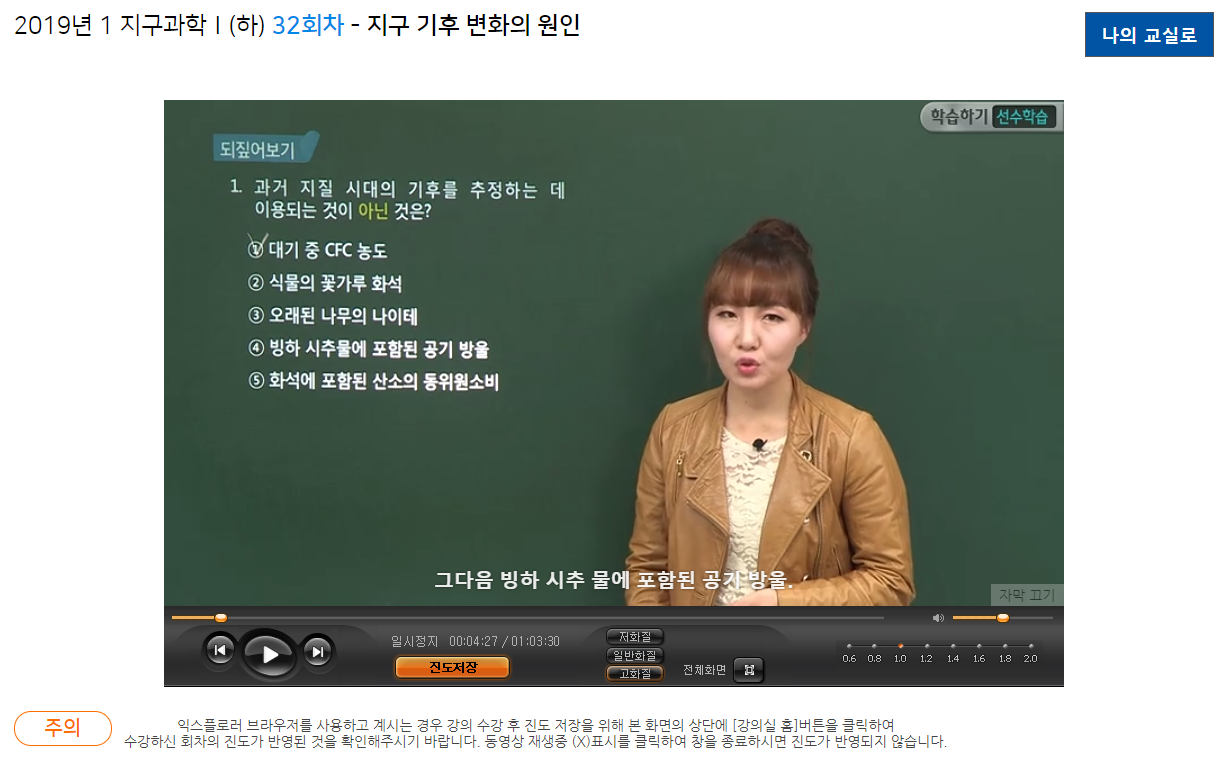 2019년 1 지구과학 I (하) 32회차 - 지구 기후 변화의 원인
나의 교실로
학습하기 선수학습
되짚어보기
1. 과거 지질 시대의 기후를 추정하는 데
이용되는 것이 아닌 것은?
① 대기 중 CFC 농도
② 식물의 꽃가루 화석
③ 오래된 나무의 나이테
④ 빙하 시추물에 포함된 공기 방울
⑤ 화석에 포함된 산소의 동위원소비
그다음 빙하 시추 물에 포함된 공기 방울.
자막 끄기
일시정지 00:04:27 / 01:03:30
진도저장
저화질
일반화질
고화질
전체화면
0.6 0.8 1.0 1.2 1.4 1.6 1.8 2.0
주의
익스플로러 브라우저를 사용하고 계시는 경우 강의 수강 후 진도 저장을 위해 본 화면의 상단에 [강의실 홈]버튼을 클릭하여
수강하신 회차의 진도가 반영된 것을 확인해주시기 바랍니다. 동영상 재생중 (X)표시를 클릭하여 창을 종료하시면 진도가 반영되지 않습니다.